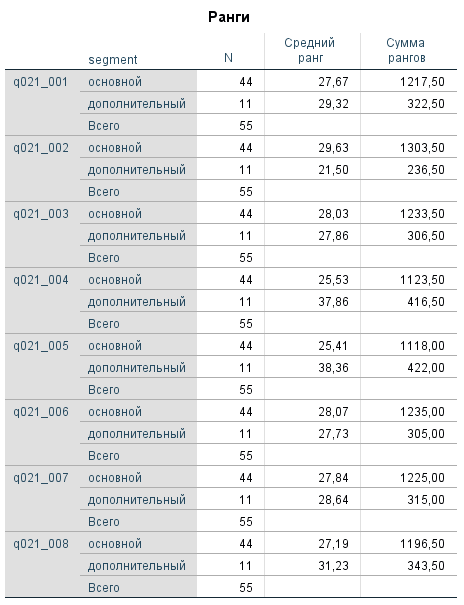 Ранги
segment N Средний ранг Сумма рангов
q021_001 основной 44 27,67 1217,50
дополнительный 11 29,32 322,50
Всего 55
q021_002 основной 44 29,63 1303,50
дополнительный 11 21,50 236,50
Всего 55
q021_003 основной 44 28,03 1233,50
дополнительный 11 27,86 306,50
Всего 55
q021_004 основной 44 25,53 1123,50
дополнительный 11 37,86 416,50
Всего 55
q021_005 основной 44 25,41 1118,00
дополнительный 11 38,36 422,00
Всего 55
q021_006 основной 44 28,07 1235,00
дополнительный 11 27,73 305,00
Всего 55
q021_007 основной 44 27,84 1225,00
дополнительный 11 28,64 315,00
Всего 55
q021_008 основной 44 27,19 1196,50
дополнительный 11 31,23 343,50
Всего 55